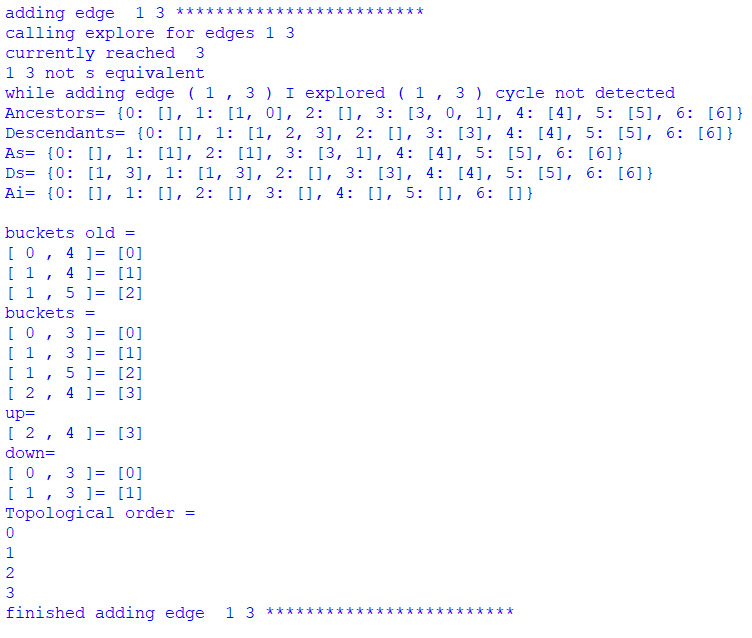 adding edge  1 3 *************************
calling explore for edges 1 3
currently reached  3
1 3 not s equivalent
while adding edge ( 1 , 3 ) I explored ( 1 , 3 ) cycle not detected
Ancestors= {0: [], 1: [1, 0], 2: [], 3: [3, 0, 1], 4: [4], 5: [5], 6: [6]}
Descendants= {0: [], 1: [1, 2, 3], 2: [], 3: [3], 4: [4], 5: [5], 6: [6]}
As= {0: [], 1: [1], 2: [1], 3: [3, 1], 4: [4], 5: [5], 6: [6]}
Ds= {0: [1, 3], 1: [1, 3], 2: [], 3: [3], 4: [4], 5: [5], 6: [6]}
Ai= {0: [], 1: [], 2: [], 3: [], 4: [], 5: [], 6: []}
buckets old =
[ 0 , 4 ]= [0]
[ 1 , 4 ]= [1]
[ 1 , 5 ]= [2]
buckets =
[ 0 , 3 ]= [0]
[ 1 , 3 ]= [1]
[ 1 , 5 ]= [2]
[ 2 , 4 ]= [3]
up=
[ 2 , 4 ]= [3]
down=
[ 0 , 3 ]= [0]
[ 1 , 3 ]= [1]
Topological order =
0
1
2
3
finished adding edge  1 3 *************************